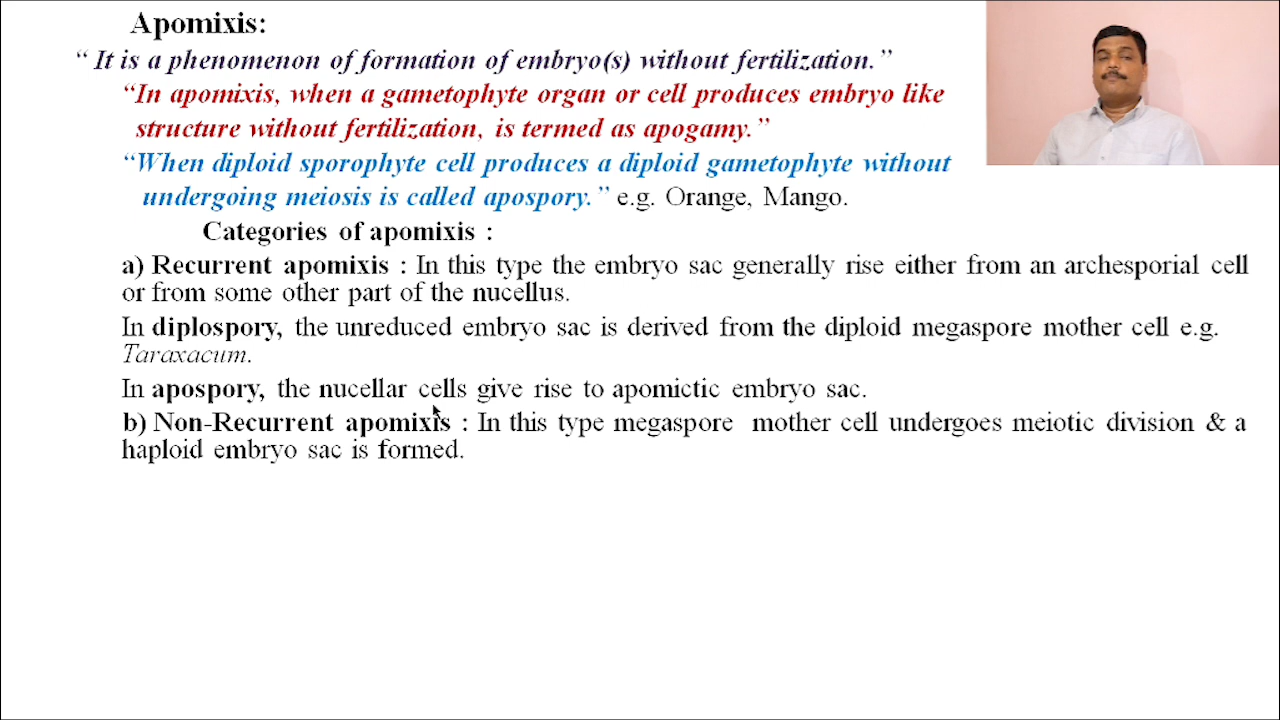 Apomixis:
“ It is a phenomenon of formation of embryo(s) without fertilization.”
“In apomixis, when a gametophyte organ or cell produces embryo like
structure without fertilization, is termed as apogamy.”
“When diploid sporophyte cell produces a diploid gametophyte without
undergoing meiosis is called apospory.” e.g. Orange, Mango.
Categories of apomixis :
a) Recurrent apomixis : In this type the embryo sac generally rise either from an archesporial cell
or from some other part of the nucellus.
In diplospory, the unreduced embryo sac is derived from the diploid megaspore mother cell e.g.
Taraxacum.
In apospory, the nucellar cells give rise to apomictic embryo sac.
b) Non-Recurrent apomixis : In this type megaspore mother cell undergoes meiotic division & a
haploid embryo sac is formed.